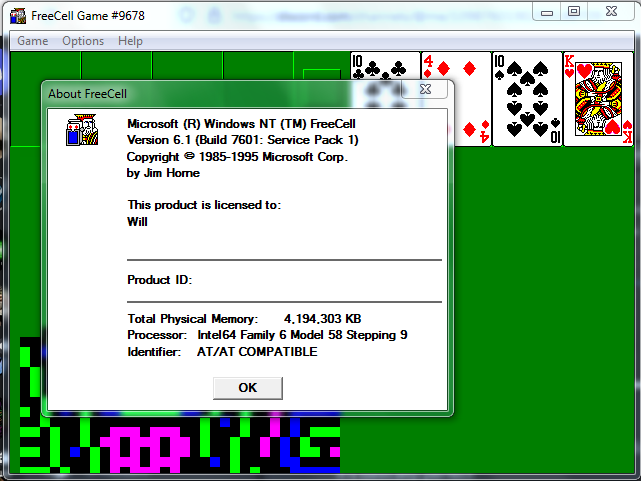 FreeCell Game #9678
Game Options Help
10 4 10 K
About FreeCell
Microsoft (R) Windows NT (TM) FreeCell
Version 6.1 (Build 7601: Service Pack 1)
Copyright © 1985-1995 Microsoft Corp.
by Jim Horne
This product is licensed to:
Will
Product ID:
Total Physical Memory: 4,194,303 KB
Processor: Intel64 Family 6 Model 58 Stepping 9
Identifier: AT/AT COMPATIBLE
OK
4 10 K